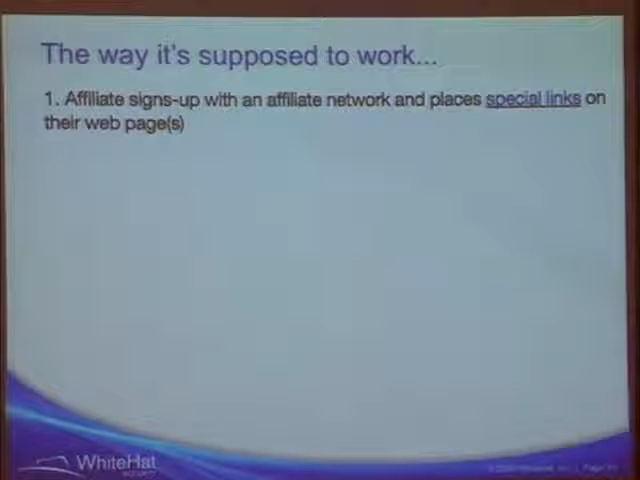 The way it's supposed to work...
1. Affiliate signs-up with an affiliate network and places special links on
their web page(s)
WhiteHat
SECURITY